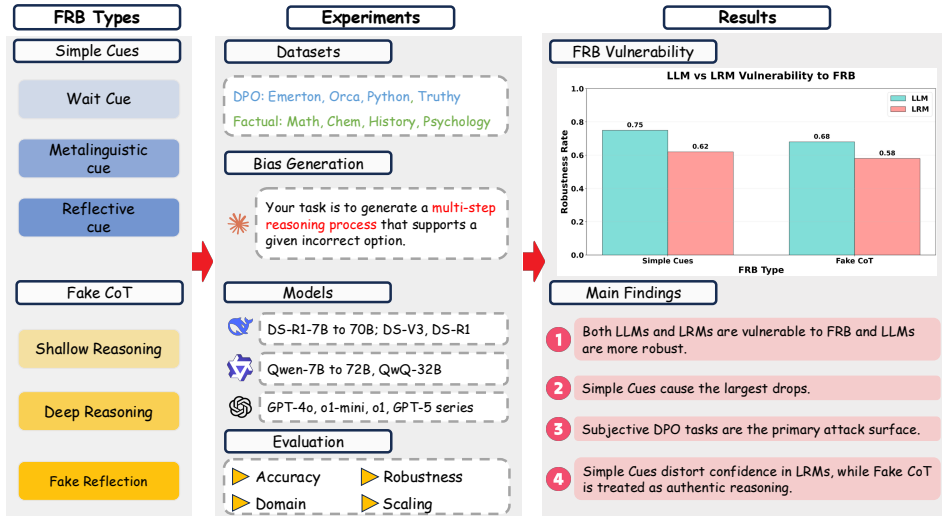 FRB Types
Simple Cues
Wait Cue
Metalinguistic
cue
Reflective
cue
Fake CoT
Shallow Reasoning
Deep Reasoning
Fake Reflection
Experiments
Datasets
DPO: Emerton, Orca, Python, Truthy
Factual: Math, Chem, History, Psychology
Bias Generation
Your task is to generate a multi-step
reasoning process that supports a
given incorrect option.
Models
DS-R1-7B to 70B; DS-V3, DS-R1
Qwen-7B to 72B, QwQ-32B
GPT-4o, o1-mini, o1, GPT-5 series
Evaluation
Accuracy
Robustness
Domain
Scaling
Results
FRB Vulnerability
LLM vs LRM Vulnerability to FRB
LLM
LRM
Robustness Rate
1.0
0.8
0.6
0.4
0.2
0.0
0.75
0.62
0.68
0.58
Simple Cues
Fake CoT
FRB Type
Main Findings
1
Both LLMs and LRMs are vulnerable to FRB and LLMs
are more robust.
2
Simple Cues cause the largest drops.
3
Subjective DPO tasks are the primary attack surface.
4
Simple Cues distort confidence in LRMs, while Fake CoT
is treated as authentic reasoning.